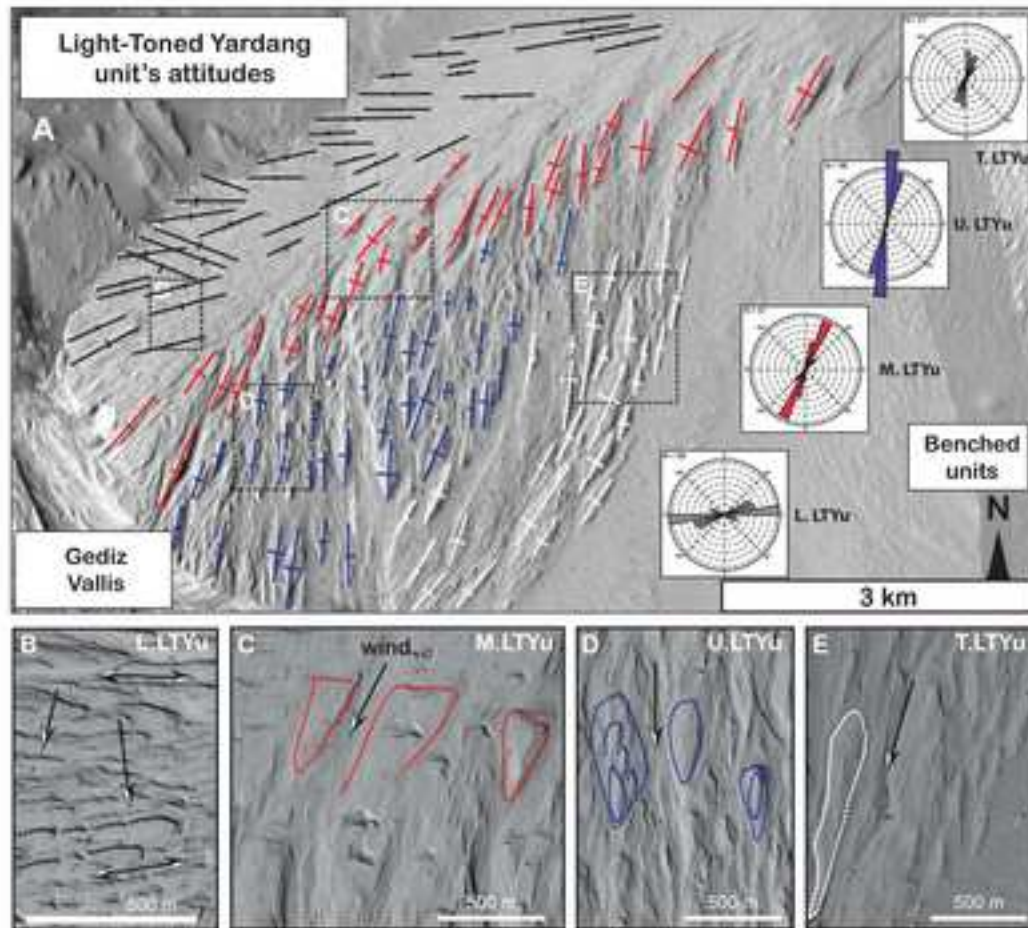 Light-Toned Yardang
unit's attitudes
A
T. LTYu
U. LTYu
C
B
E
M. LTYu
D
Benched
units
L. LTYu
N
Gediz
Vallis
3 km
B
L.LTYu
500 m
C
wind
M.LTYu
500 m
D
U.LTYu
500 m
E
T.LTYu
500 m